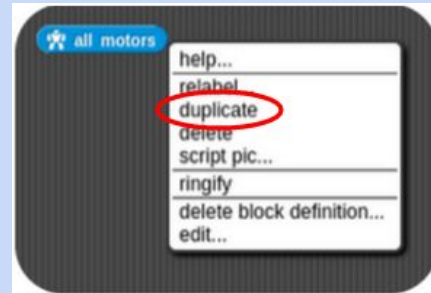 all motors
help...
relabel
duplicate
delete
script pic...
ringify
delete block definition...
edit...